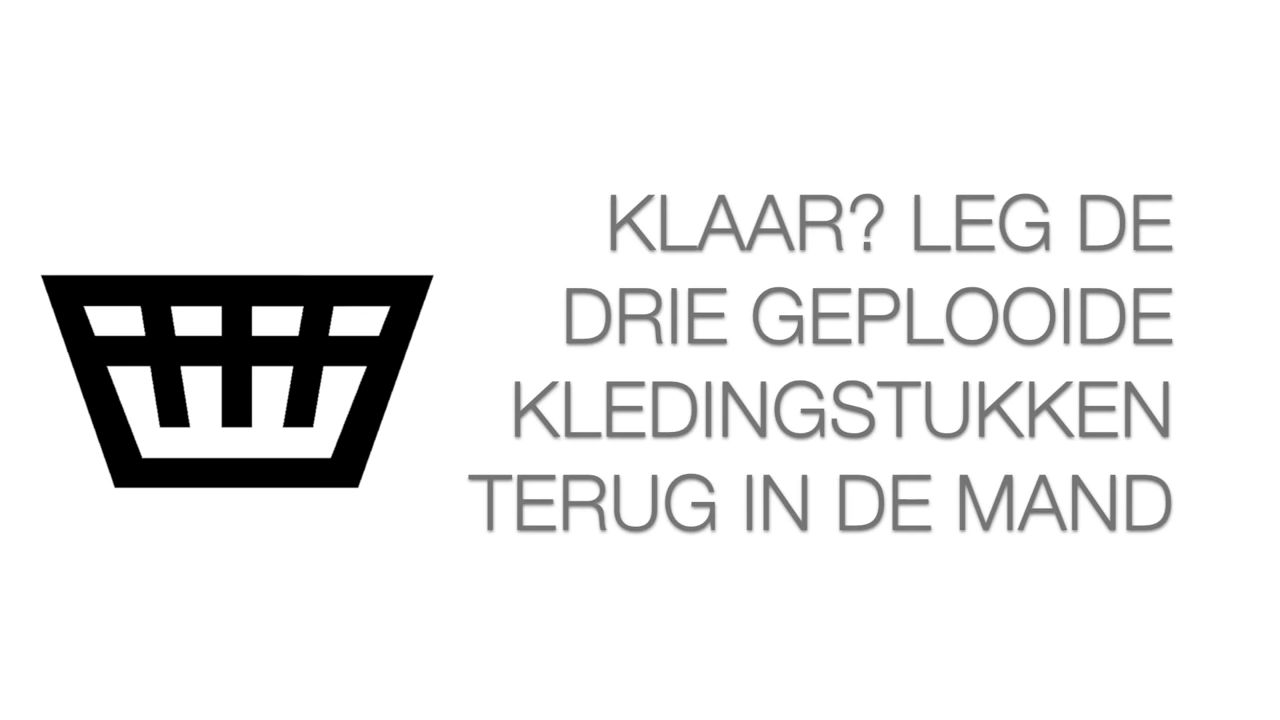 KLAAR? LEG DE
DRIE GEPLOOIDE
KLEDINGSTUKKEN
TERUG IN DE MAND